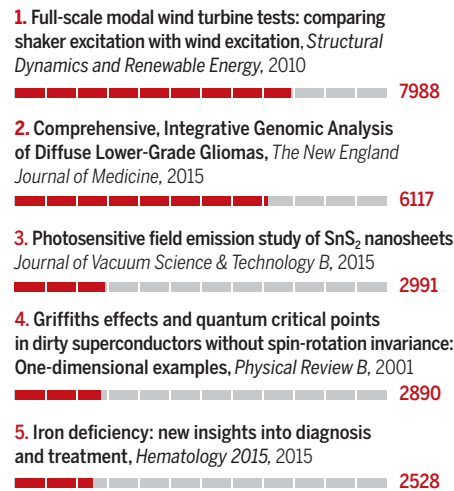 1. Full-scale modal wind turbine tests: comparing
shaker excitation with wind excitation, Structural
Dynamics and Renewable Energy, 2010
7988
2. Comprehensive, Integrative Genomic Analysis
of Diffuse Lower-Grade Gliomas, The New England
Journal of Medicine, 2015
6117
3. Photosensitive field emission study of SnS₂ nanosheets
Journal of Vacuum Science & Technology B, 2015
2991
4. Griffiths effects and quantum critical points
in dirty superconductors without spin-rotation invariance:
One-dimensional examples, Physical Review B, 2001
2890
5. Iron deficiency: new insights into diagnosis
and treatment, Hematology 2015, 2015
2528